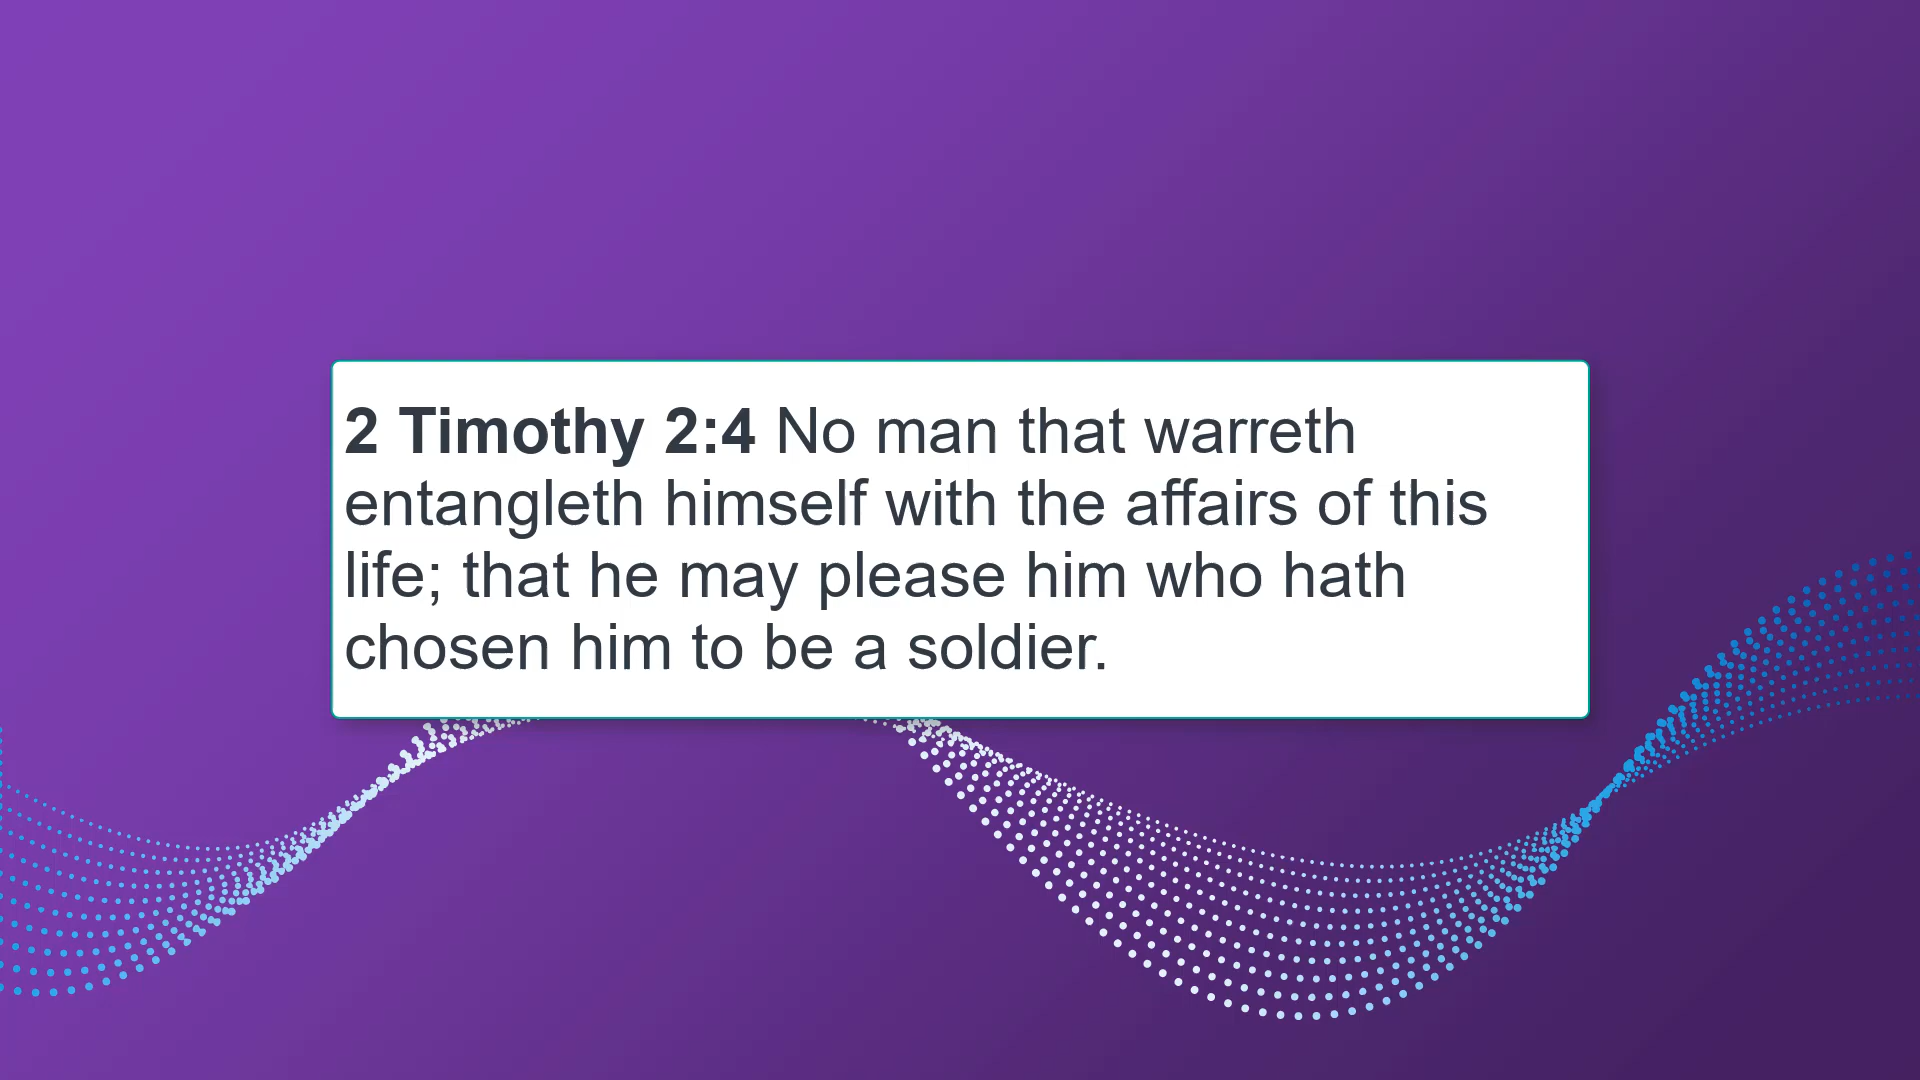 2 Timothy 2:4 No man that warreth
entangleth himself with the affairs of this
life; that he may please him who hath
chosen him to be a soldier.